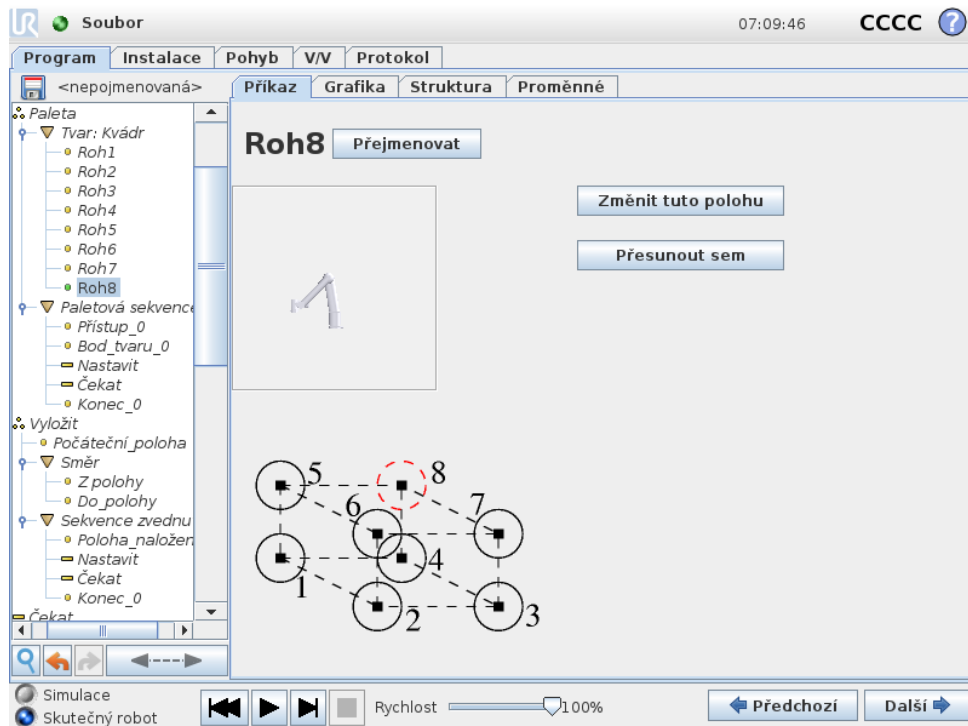 UR Soubor 07:09:46 CCCC ?
Program Instalace Pohyb V/V Protokol
<nepojmenovaná> Příkaz Grafika Struktura Proměnné
Paleta
Tvar: Kvádr
Roh1
Roh2
Roh3
Roh4
Roh5
Roh6
Roh7
Roh8
Paletová sekvence
Přístup_0
Bod_tvaru_0
Nastavit
Čekat
Konec_0
Vyložit
Počáteční_poloha
Směr
Z polohy
Do_polohy
Sekvence zvednu
Poloha_naložen
Nastavit
Čekat
Konec_0
Čekat
Roh8 Přejmenovat
Změnit tuto polohu
Přesunout sem
5 8
6 7
1 4
2 3
Simulace
Skutečný robot
Rychlost 100%
Předchozí Další